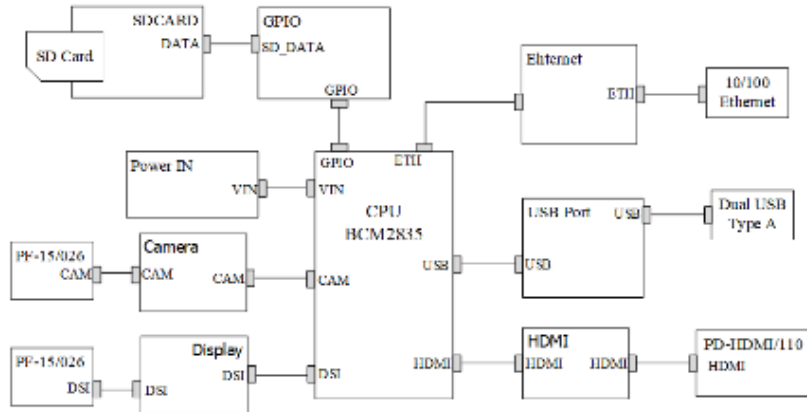 SDCARD
DATA
SD Card
GPIO
SD_DATA
GPIO
Ehternet
ETH
10/100
Ethernet
Power IN
VIN
GPIO
ETH
VIN
CPU
BCM2835
USB
CAM
HDMI
DSI
USB Port
USB
USB
Dual USB
Type A
PF-15/026
CAM
Camera
CAM
CAM
PF-15/026
DSI
Display
DSI
DSI
HDMI
HDMI
HDMI
PD-HDMI/110
HDMI